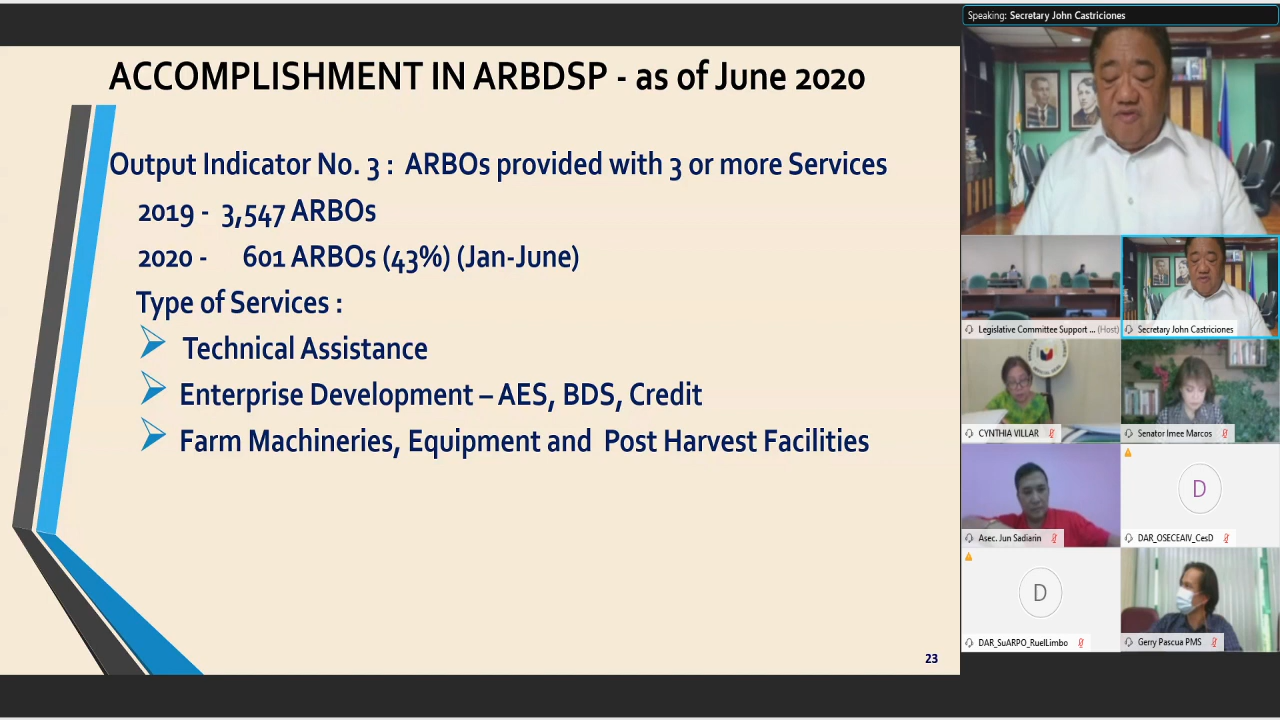 ACCOMPLISHMENT IN ARBDSP - as of June 2020
Output Indicator No. 3 : ARBOs provided with 3 or more Services
2019 - 3,547 ARBOs
2020 - 601 ARBOs (43%) (Jan-June)
Type of Services :
Technical Assistance
Enterprise Development – AES, BDS, Credit
Farm Machineries, Equipment and Post Harvest Facilities
23
Speaking: Secretary John Castriciones
Legislative Committee Support ... (Host)
Secretary John Castriciones
CYNTHIA VILLAR
Senator Imee Marcos
Asec. Jun Sadiarin
D
DAR_OSECEAIV_CesD
D
DAR_SuARPO_RuelLimbo
Gerry Pascua PMS